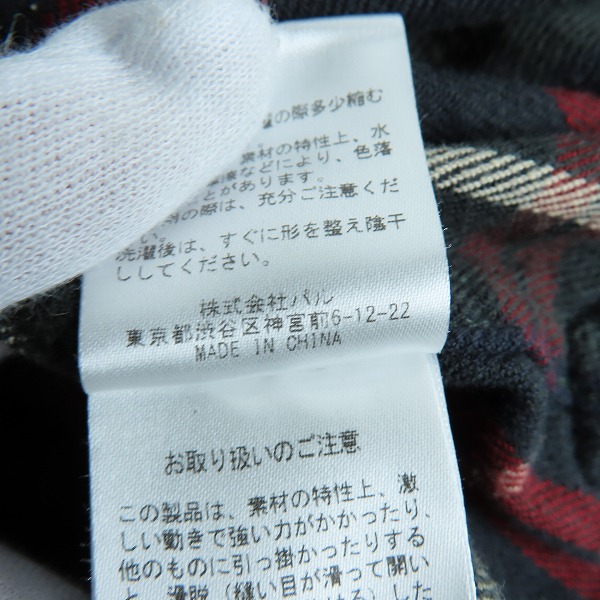 の際多少縮む
素材の特性上、水
などにより、色落
とがあります。
の際は、充分ご注意くだ
い。
洗濯後は、すぐに形を整え陰干
ししてください。
株式会社パル
東京都渋谷区神宮前6-12-22
MADE IN CHINA
お取り扱いのご注意
この製品は、素材の特性上、激
しい動きで強い力がかかったり、
他のものに引っ掛かったりする
と、滑脱（縫い目が滑って開い
した